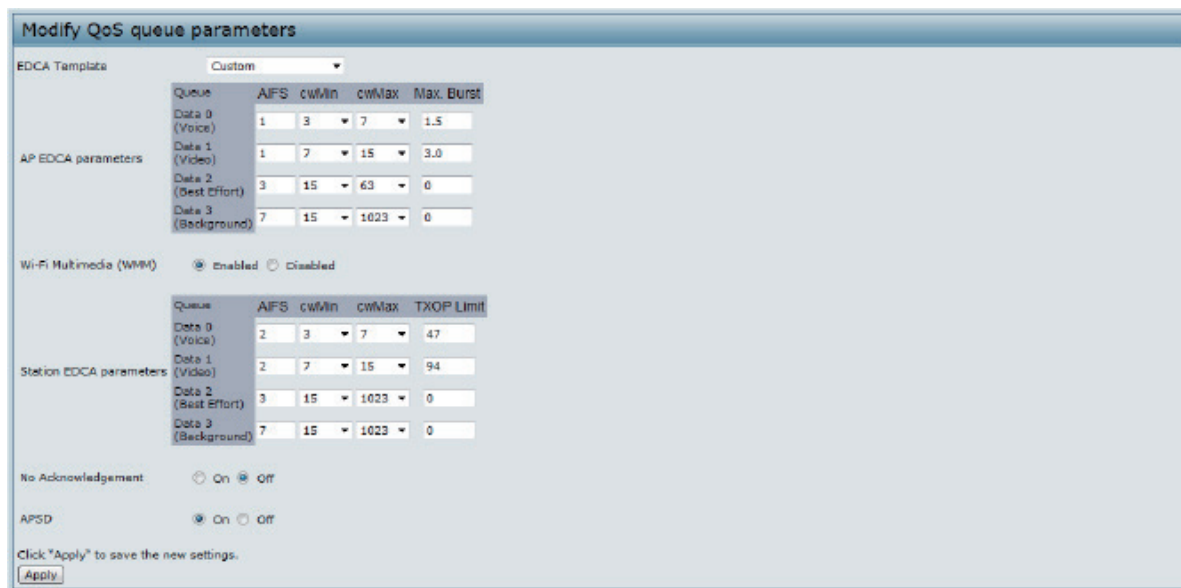 Modify QoS queue parameters
EDCA Template Custom
Queue AIFS cwMin cwMax Max. Burst
AP EDCA parameters
Data 0 (Voice) 1 3 7 1.5
Data 1 (Video) 1 7 15 3.0
Data 2 (Best Effort) 3 15 63 0
Data 3 (Background) 7 15 1023 0
Wi-Fi Multimedia (WMM) Enabled Disabled
Queue AIFS cwMin cwMax TXOP Limit
Station EDCA parameters
Data 0 (Voice) 2 3 7 47
Data 1 (Video) 2 7 15 94
Data 2 (Best Effort) 3 15 1023 0
Data 3 (Background) 7 15 1023 0
No Acknowledgement On Off
APSD On Off
Click "Apply" to save the new settings.
Apply